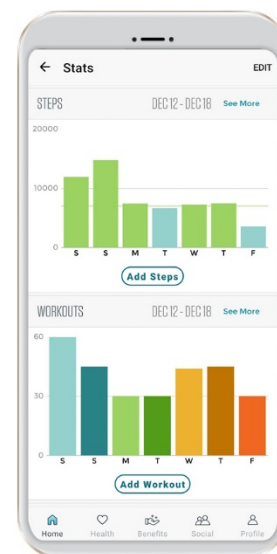 ← Stats EDIT
STEPS DEC 12 - DEC 18 See More
20000
10000
0
S S M T W T F
Add Steps
WORKOUTS DEC 12 - DEC 18 See More
60
30
0
S S M T W T F
Add Workout
Home Health Benefits Social Profile